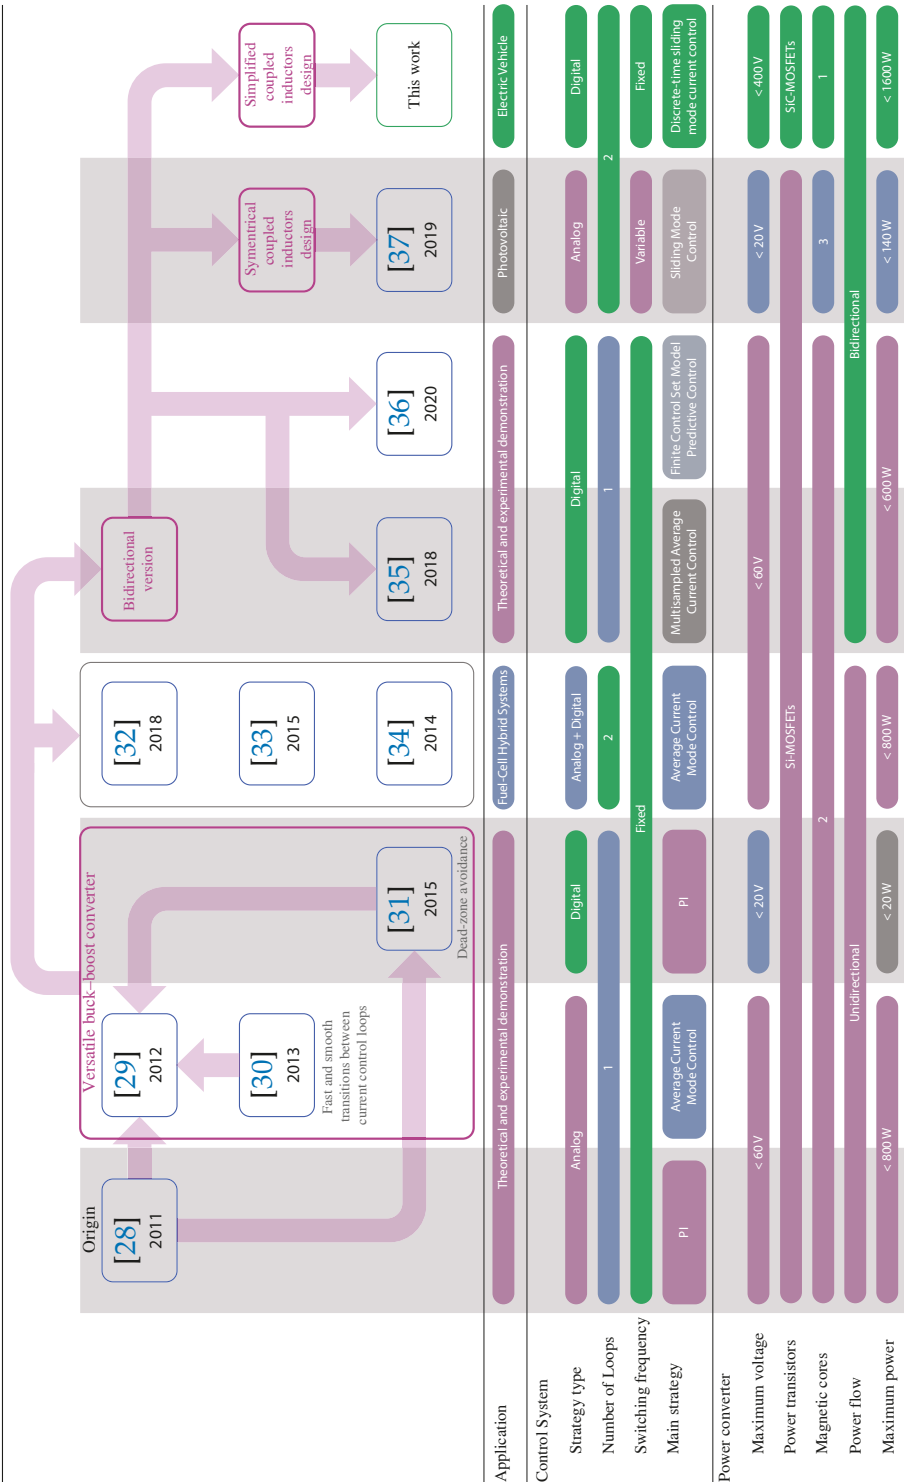 Origin
[28]
2011
Versatile buck–boost converter
[29]
2012
[30]
2013
Fast and smooth
transitions between
current control loops
[31]
2015
Dead-zone avoidance
[32]
2018
[33]
2015
[34]
2014
Bidirectional
version
[35]
2018
[36]
2020
Symentrical
coupled
inductors
design
[37]
2019
Simplified
coupled
inductors
design
This work
Application
Theoretical and experimental demonstration
Fuel-Cell Hybrid Systems
Theoretical and experimental demonstration
Photovoltaic
Electric Vehicle
Control System
Strategy type
Analog
Digital
Analog + Digital
Digital
Analog
Digital
Number of Loops
1
2
1
2
Switching frequency
Fixed
Variable
Fixed
Main strategy
PI
Average Current
Mode Control
PI
Average Current
Mode Control
Multisampled Average
Current Control
Finite Control Set Model
Predictive Control
Sliding Mode
Control
Discrete-time sliding
mode current control
Power converter
Maximum voltage
< 60 V
< 20 V
< 60 V
< 20 V
< 400 V
Power transistors
Si-MOSFETs
SiC-MOSFETs
Magnetic cores
2
3
1
Power flow
Unidirectional
Bidirectional
Maximum power
< 800 W
< 20 W
< 800 W
< 600 W
< 140 W
< 1600 W